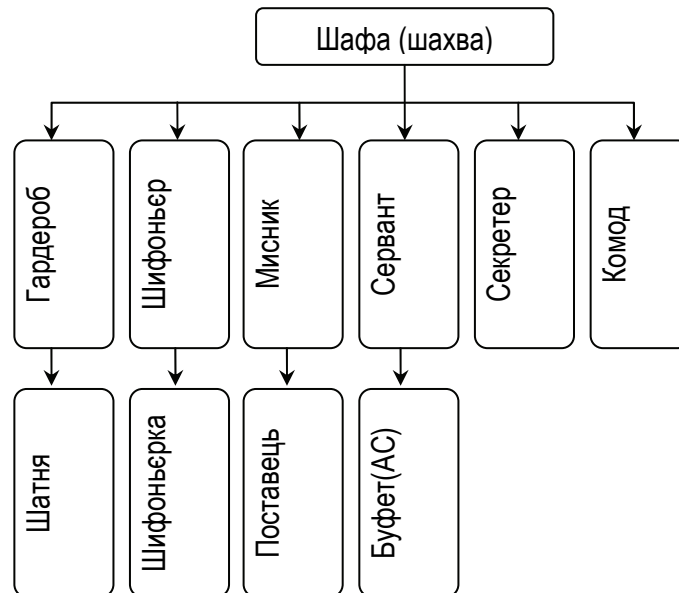 Шафа (шахва)
Гардероб
Шифоньєр
Мисник
Сервант
Секретер
Комод
Шатня
Шифоньєрка
Поставець
Буфет(АС)